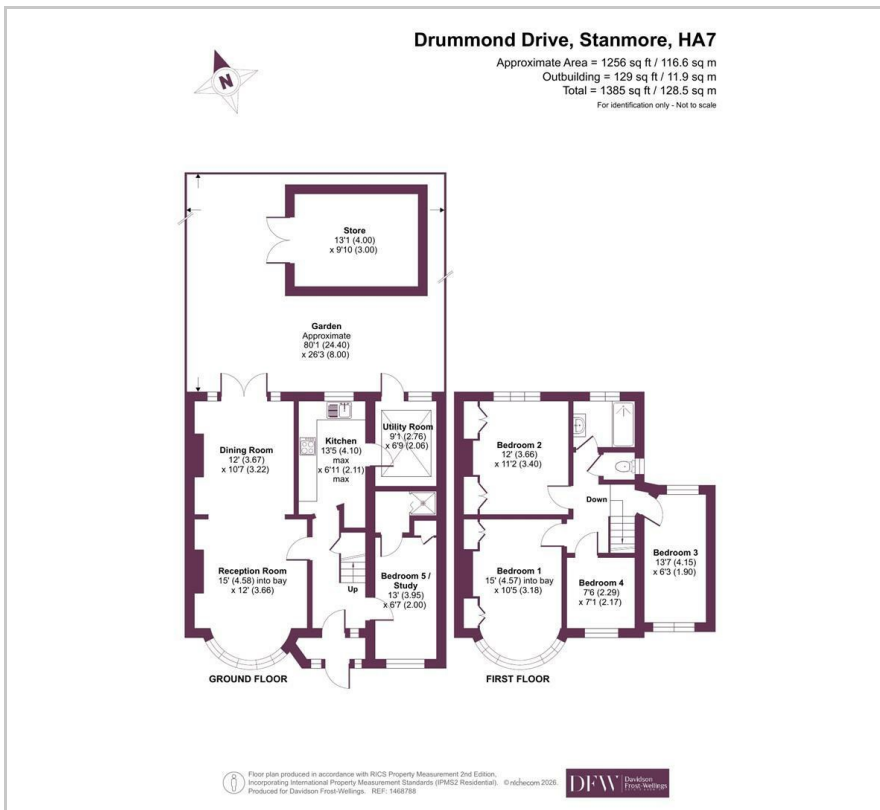 Drummond Drive, Stanmore, HA7
Approximate Area = 1256 sq ft / 116.6 sq m
Outbuilding = 129 sq ft / 11.9 sq m
Total = 1385 sq ft / 128.5 sq m
For identification only - Not to scale
N
Store
13'1 (4.00)
x 9'10 (3.00)
Garden
Approximate
80'1 (24.40)
x 26'3 (8.00)
Dining Room
12' (3.67)
x 10'7 (3.22)
Kitchen
13'5 (4.10)
max
x 6'11 (2.11)
max
Utility Room
9'1 (2.76)
x 6'9 (2.06)
Reception Room
15' (4.58) into bay
x 12' (3.66)
Up
Bedroom 5 /
Study
13' (3.95)
x 6'7 (2.00)
GROUND FLOOR
Bedroom 2
12' (3.66)
x 11'2 (3.40)
Down
Bedroom 1
15' (4.57) into bay
x 10'5 (3.18)
Bedroom 4
7'6 (2.29)
x 7'1 (2.17)
Bedroom 3
13'7 (4.15)
x 6'3 (1.90)
FIRST FLOOR
Floor plan produced in accordance with RICS Property Measurement 2nd Edition,
Incorporating International Property Measurement Standards (IPMS2 Residential). © nichecom 2026.
Produced for Davidson Frost-Wellings. REF: 1468788
DFW
Davidson
Frost-Wellings